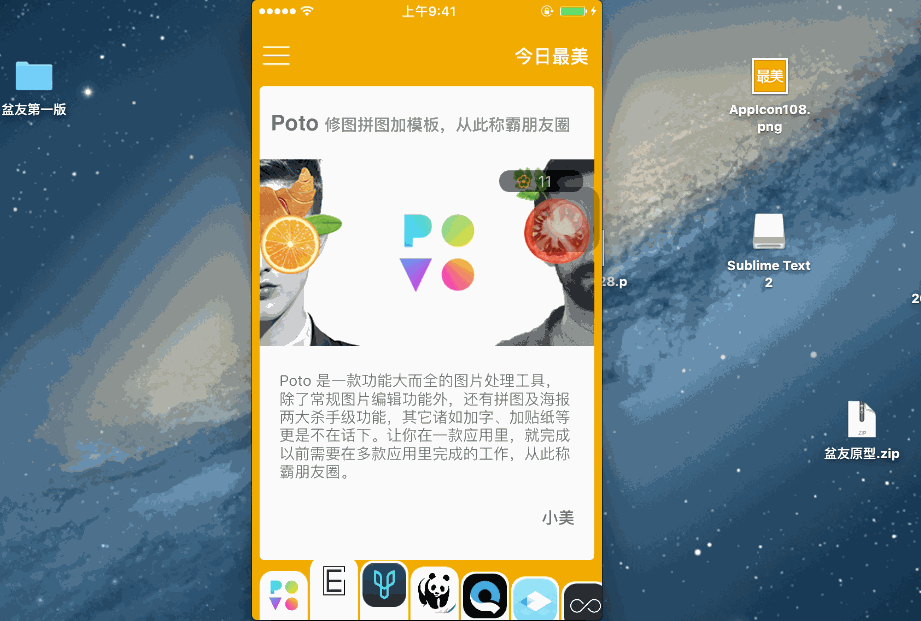 上午9:41
今日最美
盆友第一版
最美
AppIcon108.
png
Poto 修图拼图加模板，从此称霸朋友圈
11
P
Sublime Text
2
28.p
2
Poto 是一款功能大而全的图片处理工具，
除了常规图片编辑功能外，还有拼图及海报
两大杀手级功能，其它诸如加字、加贴纸等
更是不在话下。让你在一款应用里，就完成
以前需要在多款应用里完成的工作，从此称
霸朋友圈。
ZIP
盆友原型.zip
小美
P
E